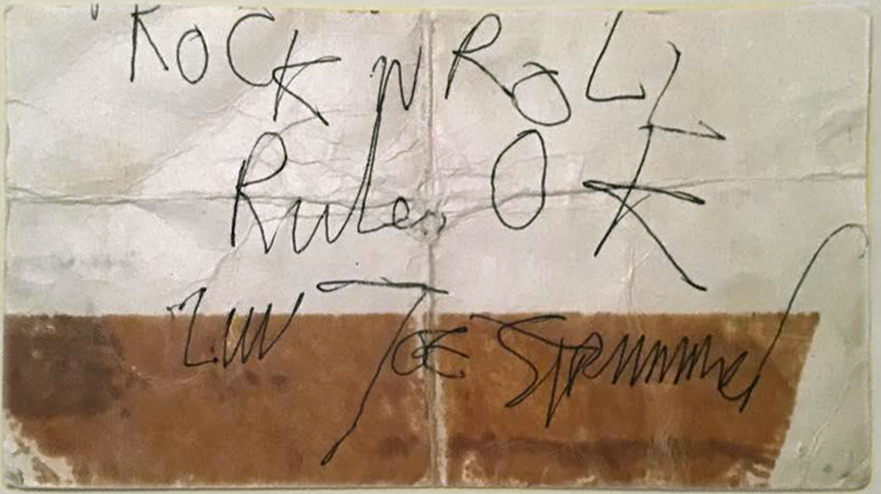 ROCK N ROLL
Rules OK
Luv JOE Strummer